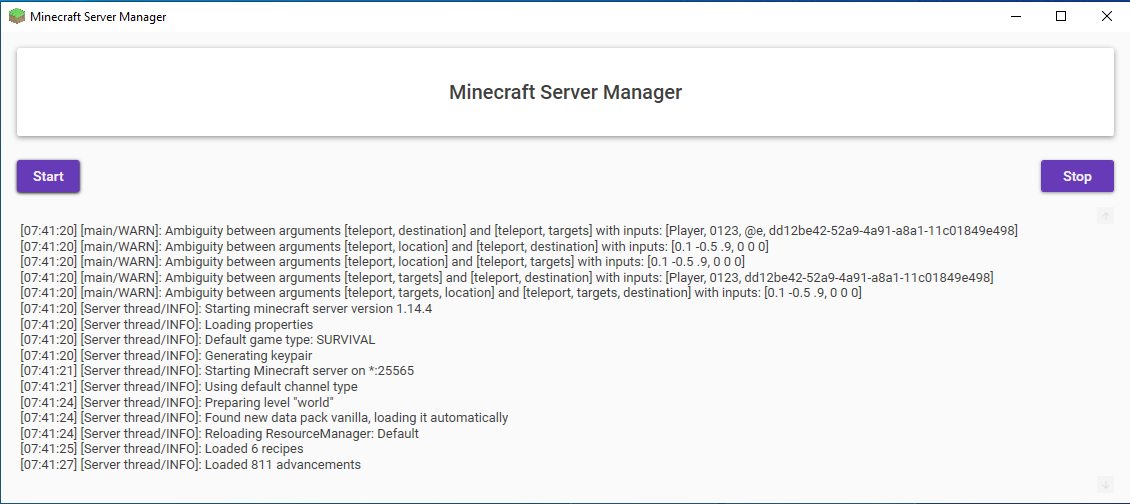 Minecraft Server Manager
Minecraft Server Manager
Start
Stop
[07:41:20] [main/WARN]: Ambiguity between arguments [teleport, destination] and [teleport, targets] with inputs: [Player, 0123, @e, dd12be42-52a9-4a91-a8a1-11c01849e498]
[07:41:20] [main/WARN]: Ambiguity between arguments [teleport, location] and [teleport, destination] with inputs: [0.1 -0.5 .9, 0 0 0]
[07:41:20] [main/WARN]: Ambiguity between arguments [teleport, location] and [teleport, targets] with inputs: [0.1 -0.5 .9, 0 0 0]
[07:41:20] [main/WARN]: Ambiguity between arguments [teleport, targets] and [teleport, destination] with inputs: [Player, 0123, dd12be42-52a9-4a91-a8a1-11c01849e498]
[07:41:20] [main/WARN]: Ambiguity between arguments [teleport, targets, location] and [teleport, targets, destination] with inputs: [0.1 -0.5 .9, 0 0 0]
[07:41:20] [Server thread/INFO]: Starting minecraft server version 1.14.4
[07:41:20] [Server thread/INFO]: Loading properties
[07:41:20] [Server thread/INFO]: Default game type: SURVIVAL
[07:41:20] [Server thread/INFO]: Generating keypair
[07:41:21] [Server thread/INFO]: Starting Minecraft server on *:25565
[07:41:21] [Server thread/INFO]: Using default channel type
[07:41:24] [Server thread/INFO]: Preparing level "world"
[07:41:24] [Server thread/INFO]: Found new data pack vanilla, loading it automatically
[07:41:24] [Server thread/INFO]: Reloading ResourceManager: Default
[07:41:25] [Server thread/INFO]: Loaded 6 recipes
[07:41:27] [Server thread/INFO]: Loaded 811 advancements